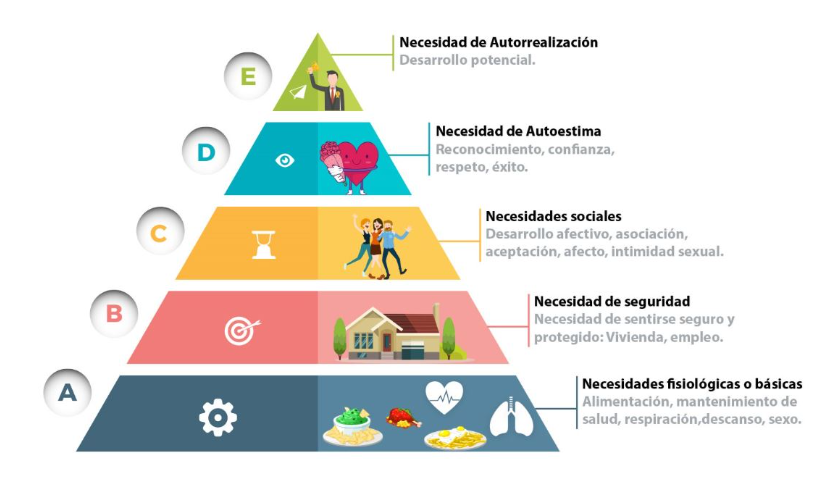 E
Necesidad de Autorrealización
Desarrollo potencial.
D
Necesidad de Autoestima
Reconocimiento, confianza,
respeto, éxito.
C
Necesidades sociales
Desarrollo afectivo, asociación,
aceptación, afecto, intimidad sexual.
B
Necesidad de seguridad
Necesidad de sentirse seguro y
protegido: Vivienda, empleo.
A
Necesidades fisiológicas o básicas
Alimentación, mantenimiento de
salud, respiración,descanso, sexo.